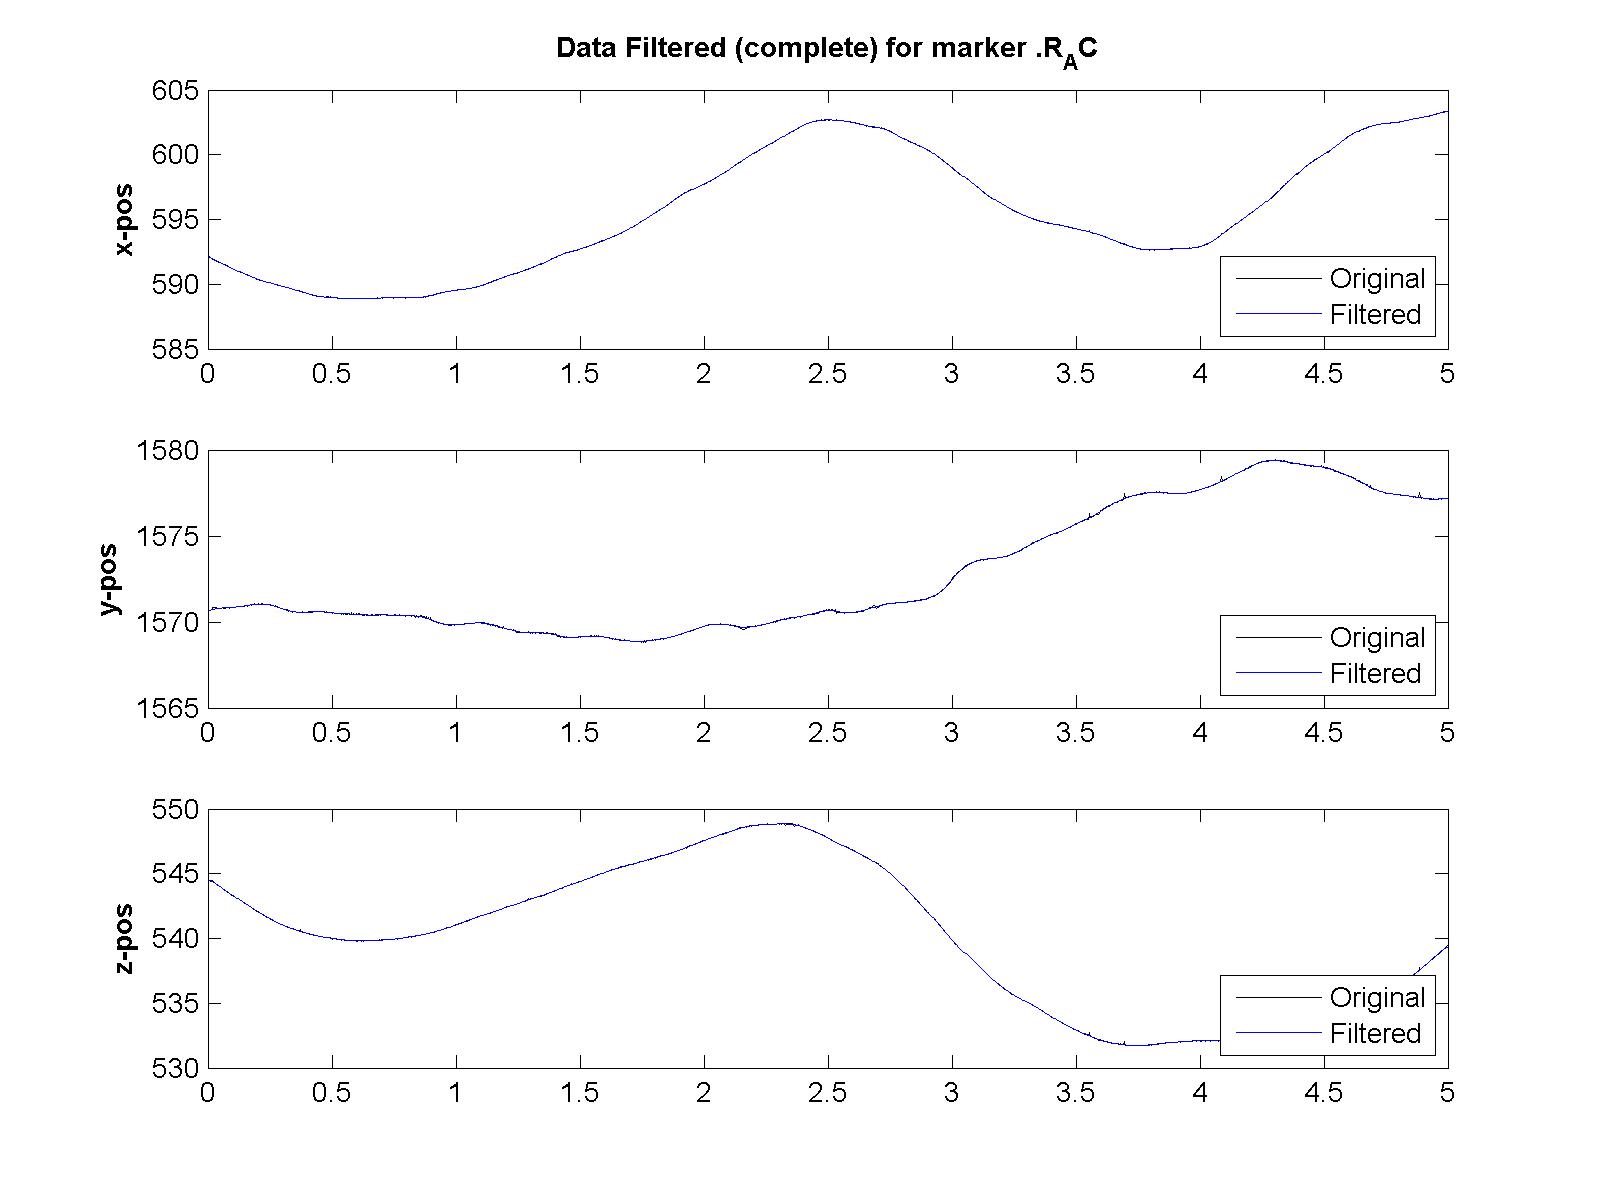 Data Filtered (complete) for marker .RAC
605
600
595
590
585
x-pos
Original
Filtered
0 0.5 1 1.5 2 2.5 3 3.5 4 4.5 5
1580
1575
1570
1565
y-pos
Original
Filtered
0 0.5 1 1.5 2 2.5 3 3.5 4 4.5 5
550
545
540
535
530
z-pos
Original
Filtered
0 0.5 1 1.5 2 2.5 3 3.5 4 4.5 5